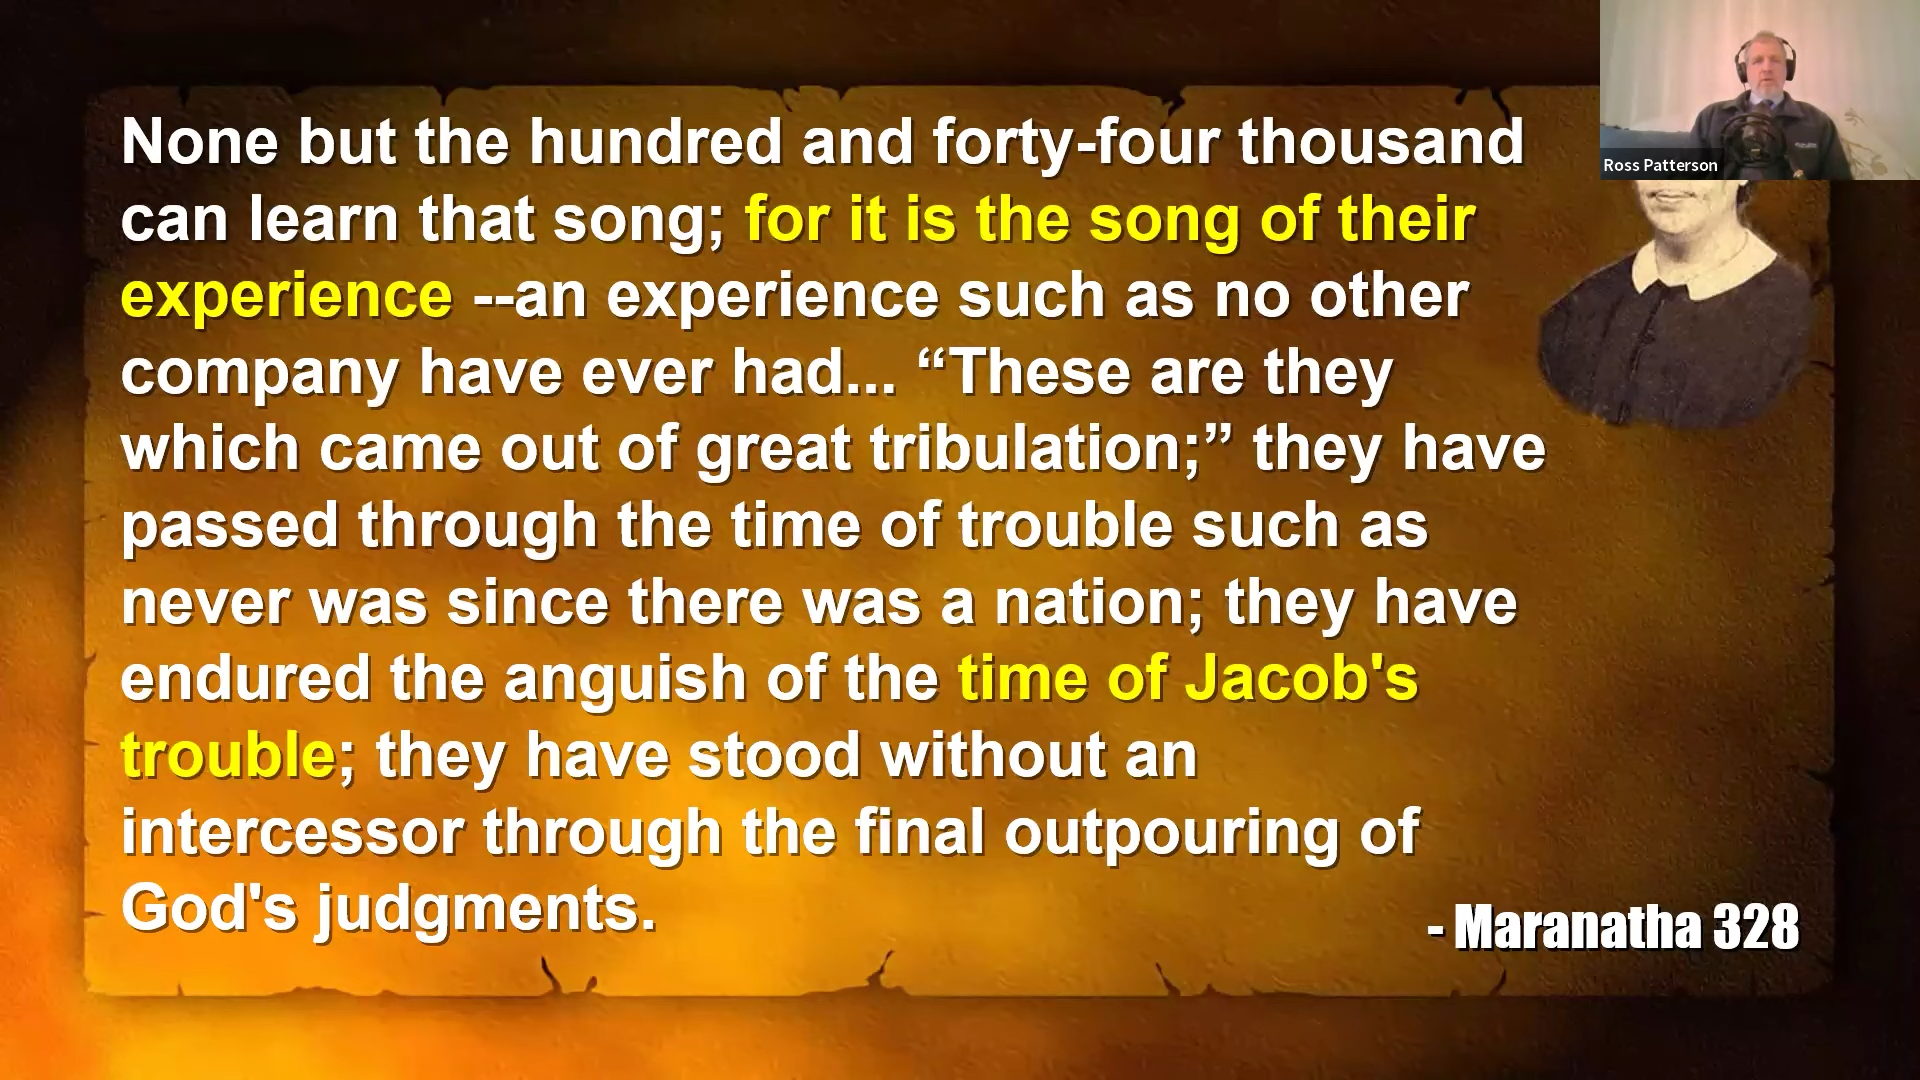 None but the hundred and forty-four thousand
can learn that song; for it is the song of their
experience --an experience such as no other
company have ever had... “These are they
which came out of great tribulation;” they have
passed through the time of trouble such as
never was since there was a nation; they have
endured the anguish of the time of Jacob's
trouble; they have stood without an
intercessor through the final outpouring of
God's judgments.
- Maranatha 328
Ross Patterson